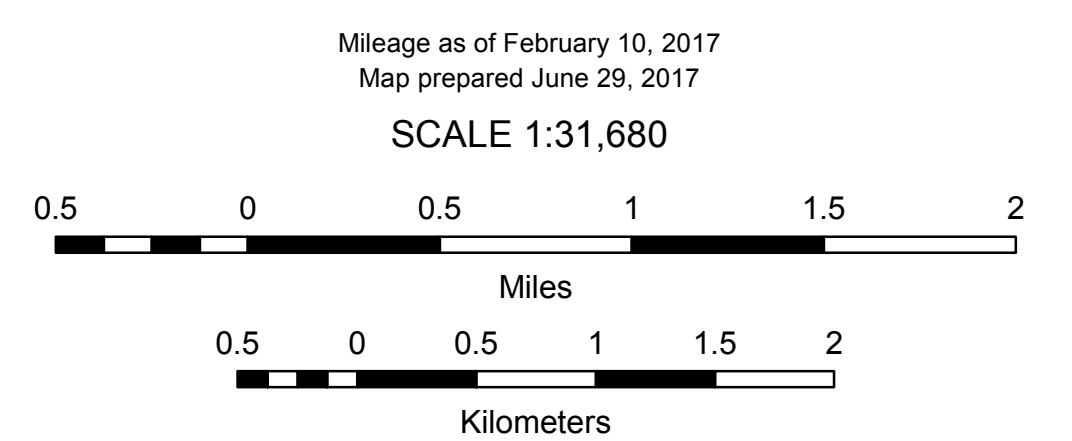 Mileage as of February 10, 2017
Map prepared June 29, 2017
SCALE 1:31,680
0.5 0 0.5 1 1.5 2
Miles
0.5 0 0.5 1 1.5 2
Kilometers